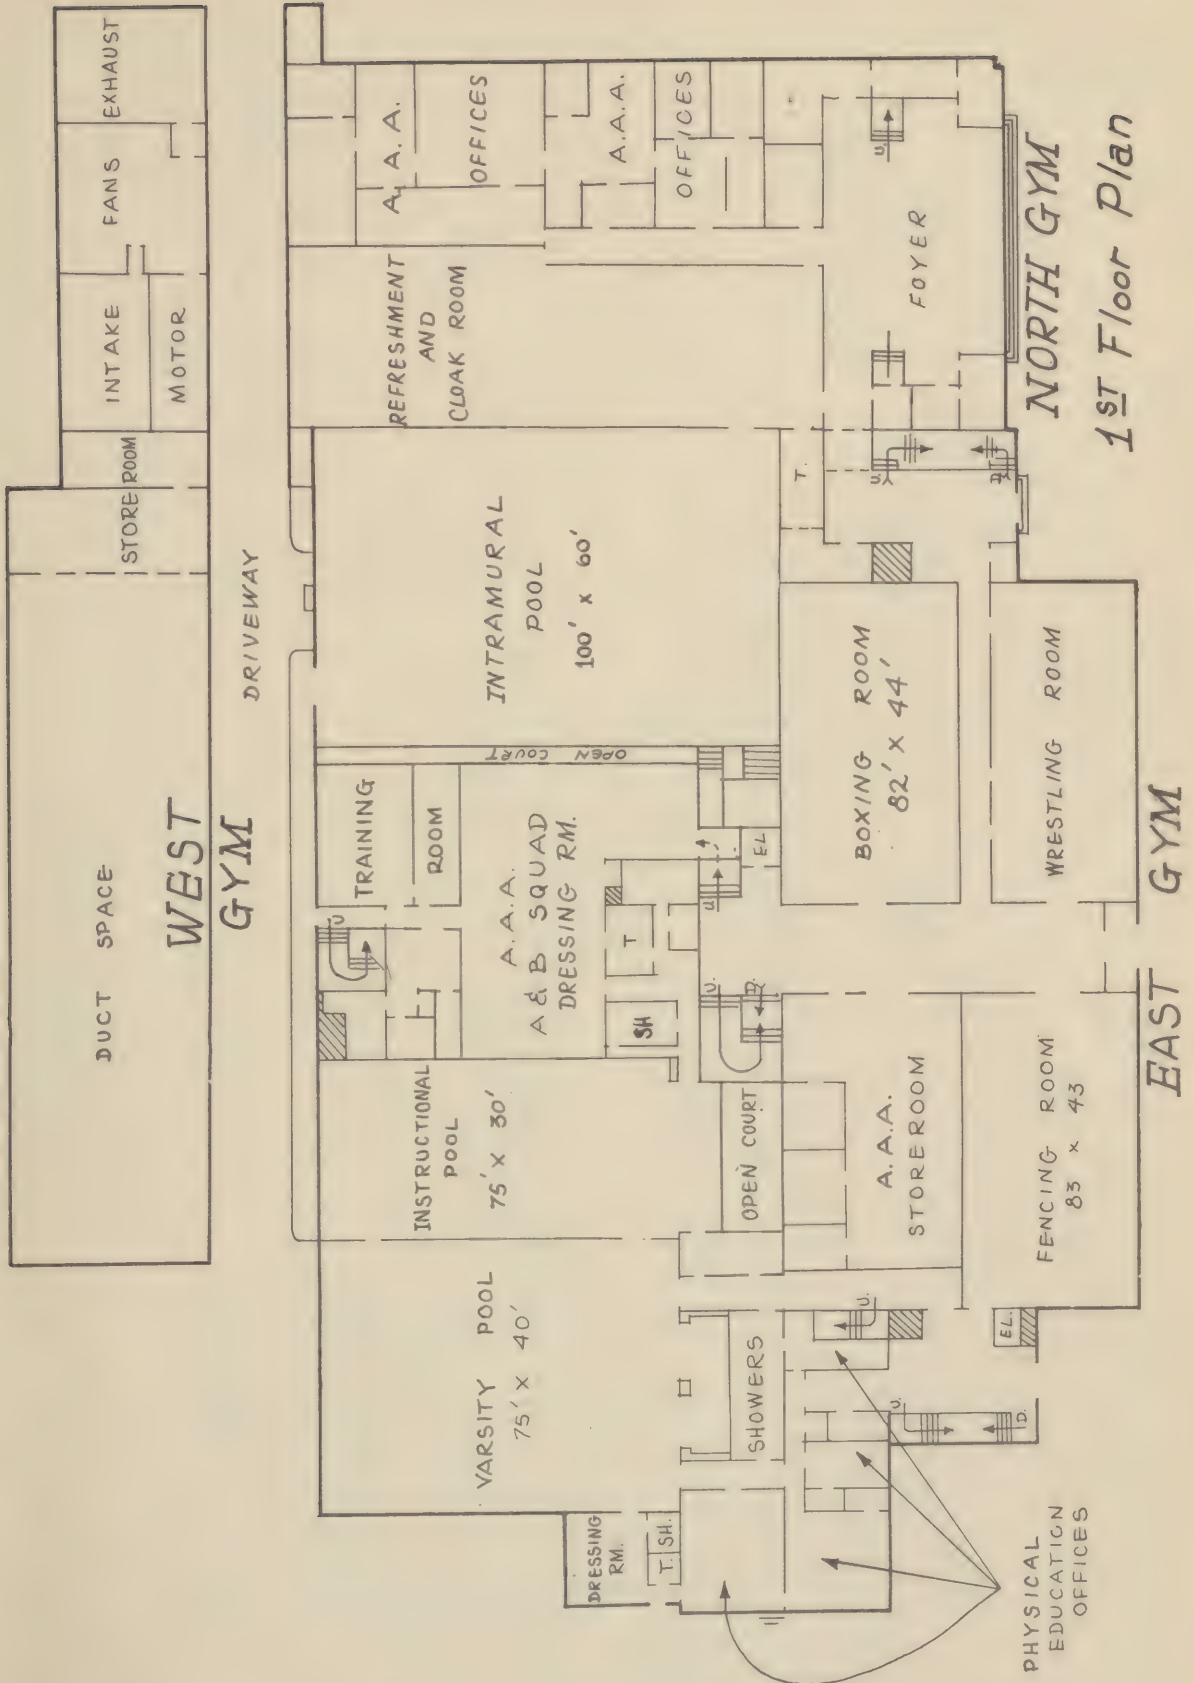 DUCT SPACE
STORE ROOM
INTAKE
MOTOR
FANS
EXHAUST
WEST
GYM
DRIVEWAY
VARSITY POOL
75' X 40'
INSTRUCTIONAL
POOL
75' X 30'
TRAINING
ROOM
U
A.A.A.
A & B SQUAD
DRESSING RM.
OPEN COURT
T
SH
INTRAMURAL
POOL
100' x 60'
REFRESHMENT
AND
CLOAK ROOM
A. A. A.
OFFICES
A.A.A.
OFFICES
DRESSING
RM.
T.
SH.
SHOWERS
OPEN COURT
U.
D.
U
EL
T.
FOYER
U.
U.
D.
U.
A.A.A.
STOREROOM
BOXING ROOM
82' x 44'
EL.
FENCING ROOM
83 x 43
WRESTLING ROOM
U.
D.
PHYSICAL
EDUCATION
OFFICES
EAST GYM
NORTH GYM
1ST Floor Plan